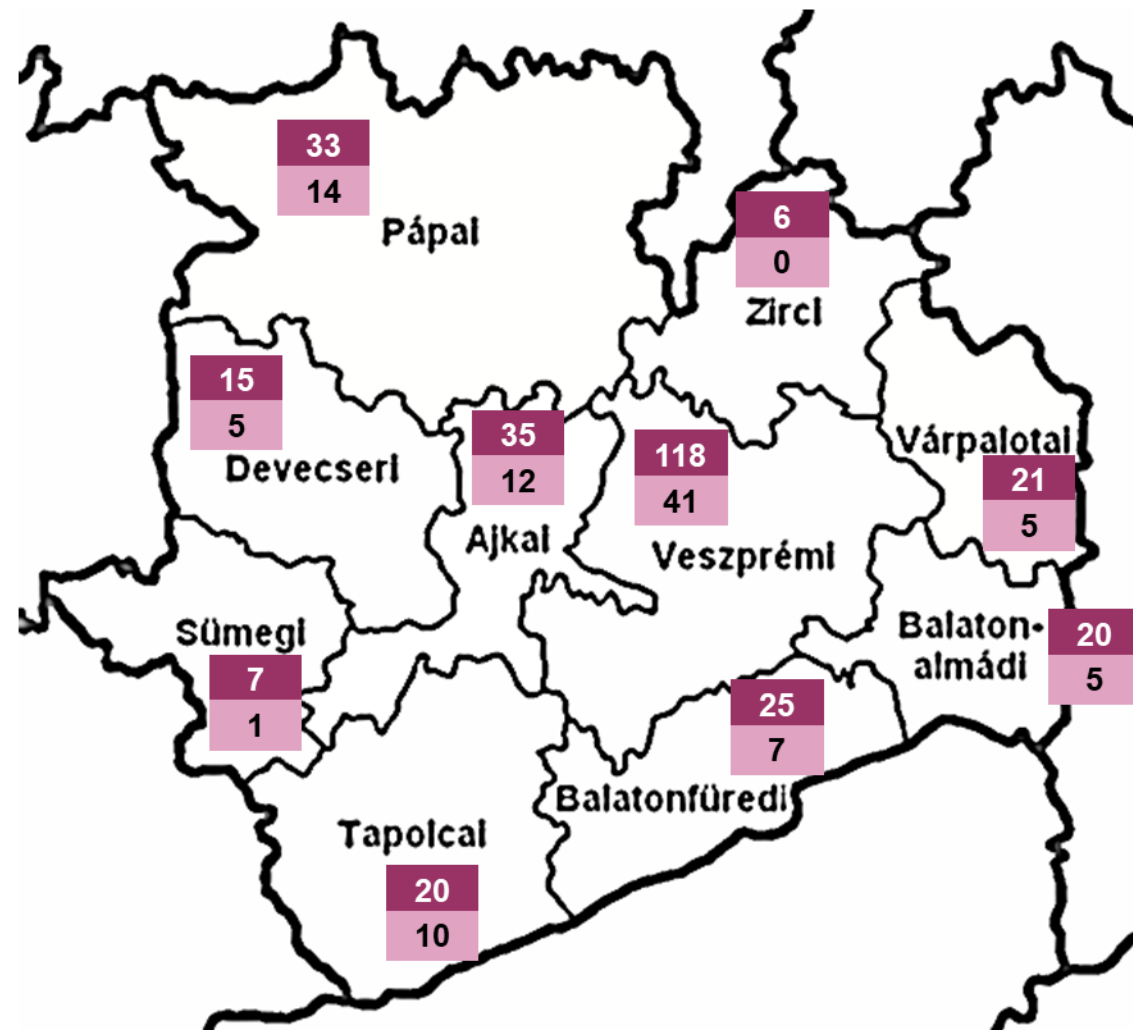 33
14
Pápai
6
0
Zirci
15
5
Devecseri
35
12
Ajkai
118
41
Veszprémi
Várpalotai
21
5
Sümegi
7
1
Balaton-
almádi
20
5
25
7
Balatonfüredi
Tapolcai
20
10